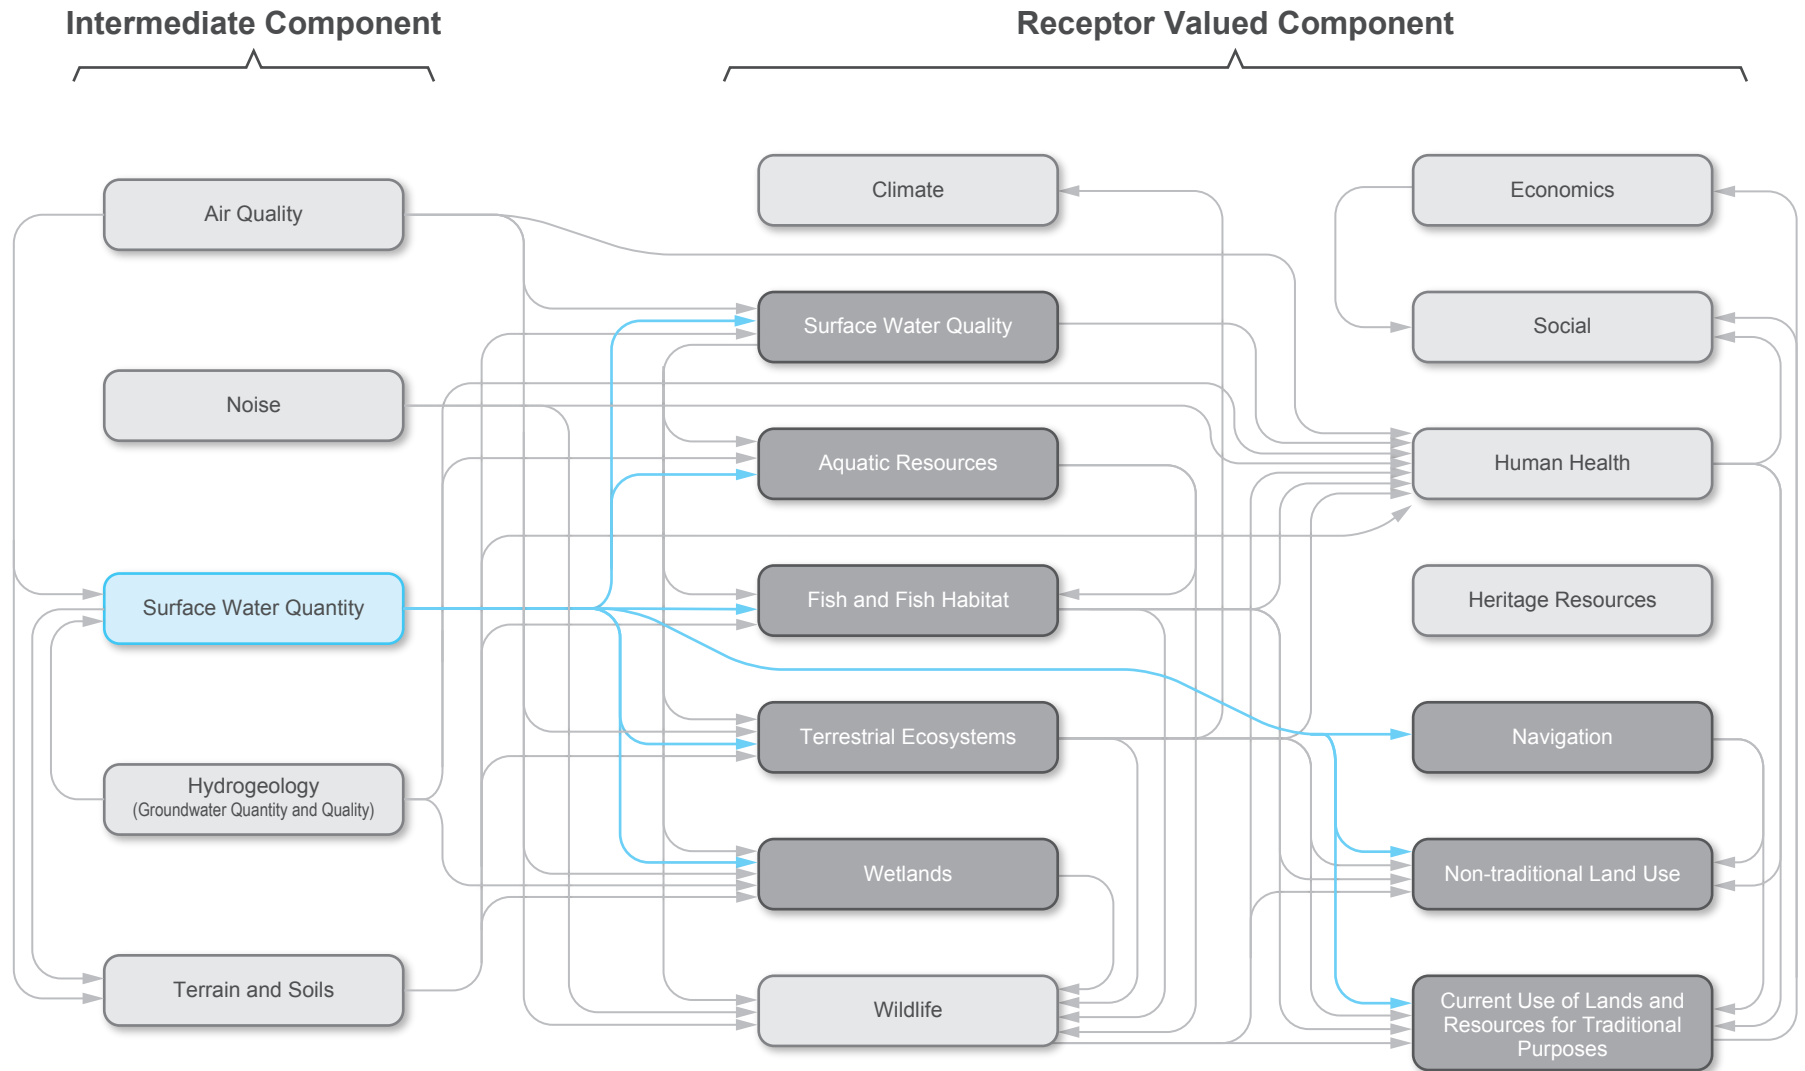 Intermediate Component
Receptor Valued Component
Air Quality
Noise
Surface Water Quantity
Hydrogeology
(Groundwater Quantity and Quality)
Terrain and Soils
Climate
Surface Water Quality
Aquatic Resources
Fish and Fish Habitat
Terrestrial Ecosystems
Wetlands
Wildlife
Economics
Social
Human Health
Heritage Resources
Navigation
Non-traditional Land Use
Current Use of Lands and
Resources for Traditional
Purposes